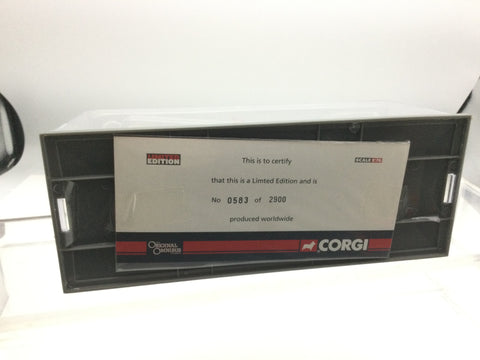 LIMITED
EDITION
This is to certify
SCALE 1:76
that this is a Limted Edition and is
No 0583 of 2900
produced worldwide
THE
ORIGINAL
OMNIBUS
CORGI